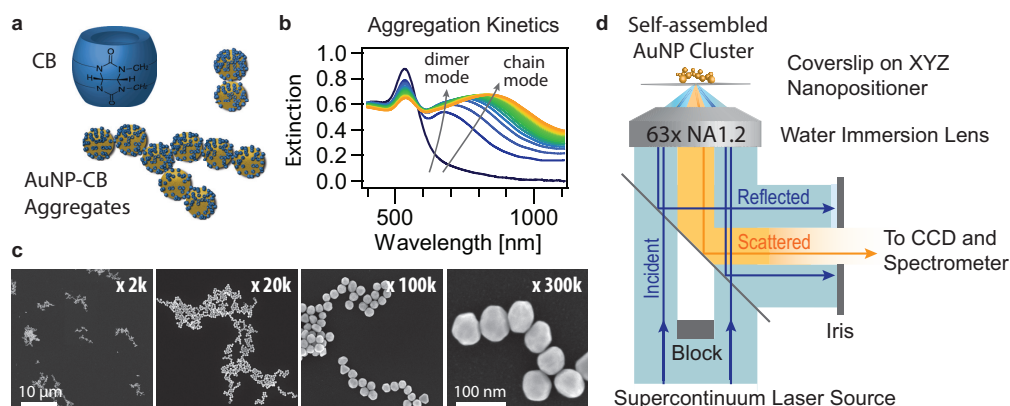 a
CB
O
N
N
CH₂
H
H
N
N
CH₂
O
AuNP-CB
Aggregates
b
Aggregation Kinetics
dimer
mode
chain
mode
Extinction
1.0
0.8
0.6
0.4
0.2
0.0
500
1000
Wavelength [nm]
c
x 2k
10 µm
x 20k
x 100k
x 300k
100 nm
d
Self-assembled
AuNP Cluster
Coverslip on XYZ
Nanopositioner
63x NA1.2
Water Immersion Lens
Reflected
Scattered
To CCD and
Spectrometer
Incident
Iris
Block
Supercontinuum Laser Source